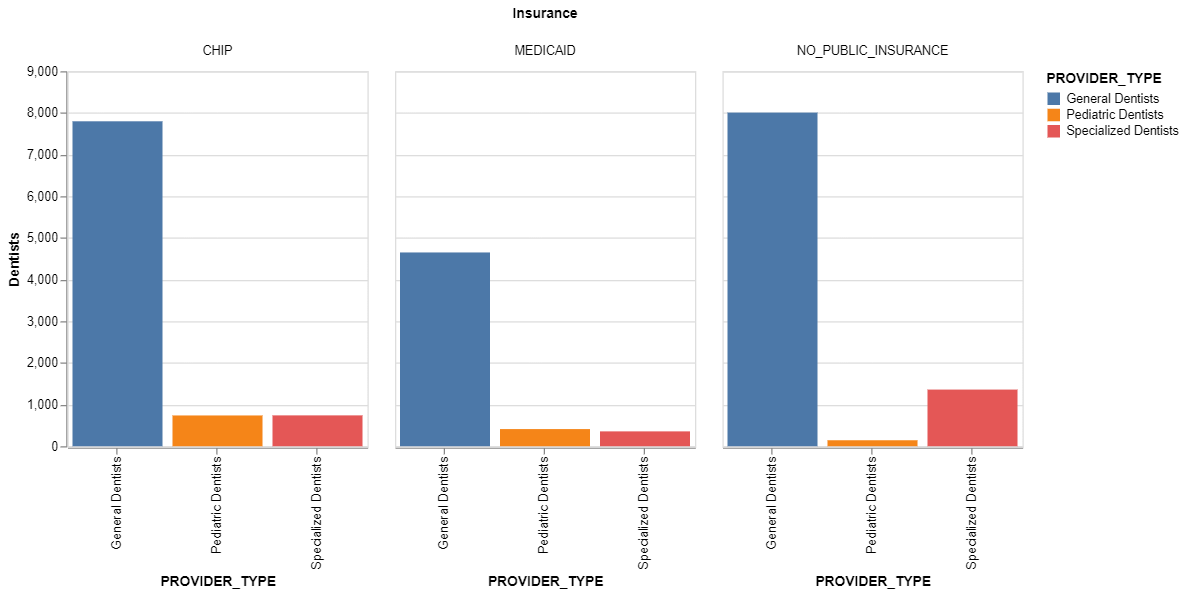 Insurance
CHIP
MEDICAID
NO_PUBLIC_INSURANCE
Dentists
9,000
8,000
7,000
6,000
5,000
4,000
3,000
2,000
1,000
0
General Dentists
Pediatric Dentists
Specialized Dentists
General Dentists
Pediatric Dentists
Specialized Dentists
General Dentists
Pediatric Dentists
Specialized Dentists
PROVIDER_TYPE
PROVIDER_TYPE
PROVIDER_TYPE
PROVIDER_TYPE
General Dentists
Pediatric Dentists
Specialized Dentists